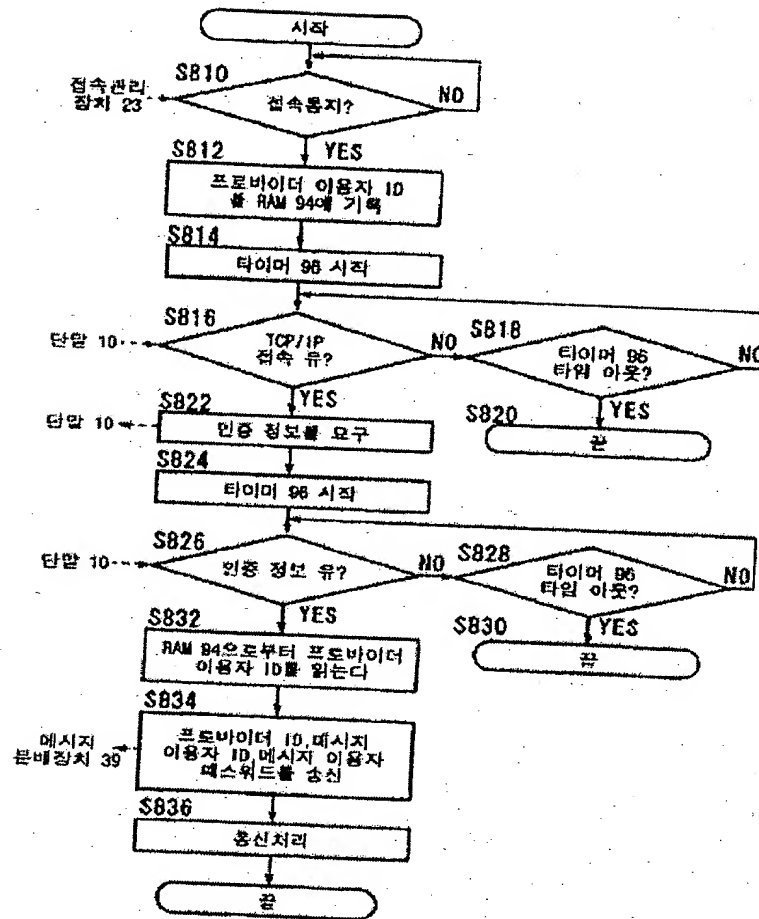 시작
S810
접속관리
장치 23
접속통지?
NO
YES
S812
프로바이더 이용자 ID
를 RAM 94에 기록
S814
타이머 96 시작
S816
단말 10
TCP/IP
접속 유?
NO
S818
타이머 96
타임 아웃?
NO
YES
S820
끝
YES
S822
단말 10
인증 정보를 요구
S824
타이머 96 시작
S826
단말 10
인증 정보 유?
NO
S828
타이머 96
타임 아웃?
NO
YES
S830
끝
YES
S832
RAM 94으로부터 프로바이더
이용자 ID를 읽는다
S834
메시지
분배장치 39
프로바이더 ID,메시지
이용자 ID,메시지 이용자
패스워드를 송신
S836
통신처리
끝